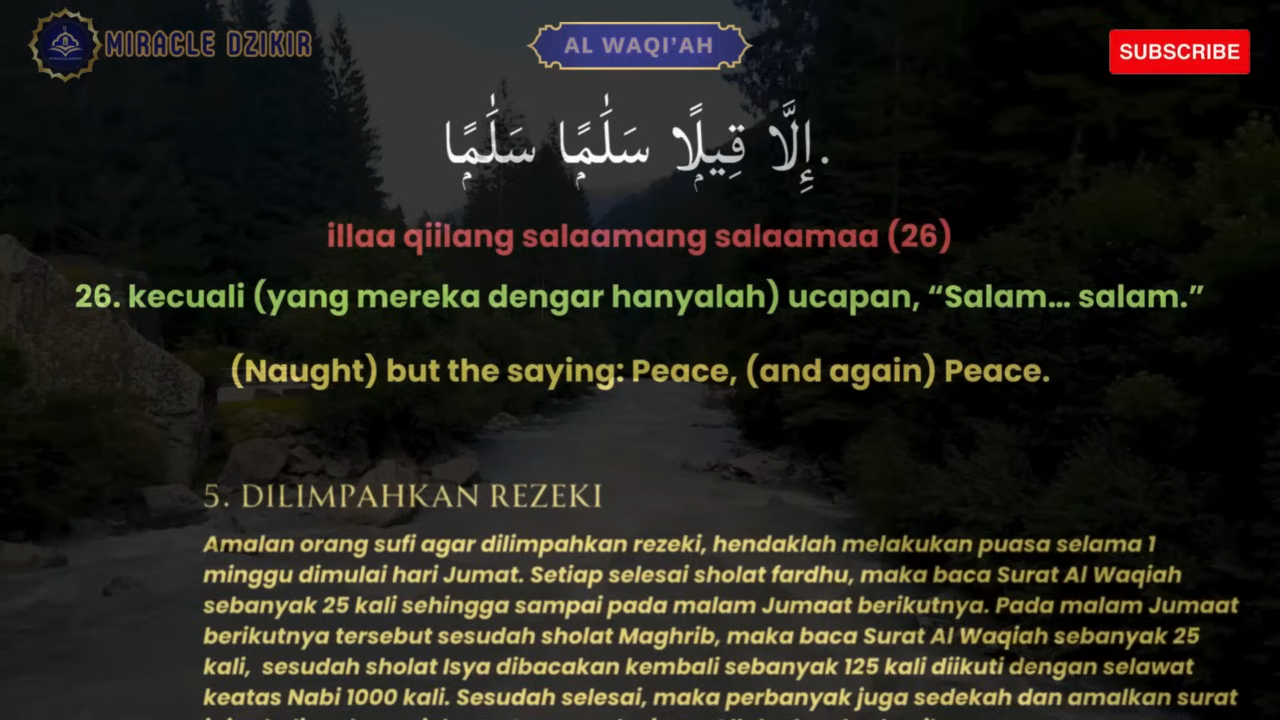 MIRACLE DZIKIR
AL WAQI'AH
SUBSCRIBE
إِلَّا قِيلًۭا سَلَٰمًۭا سَلَٰمًۭا.
illaa qiilang salaamang salaamaa (26)
26. kecuali (yang mereka dengar hanyalah) ucapan, “Salam... salam.”
(Naught) but the saying: Peace, (and again) Peace.
5. DILIMPAHKAN REZEKI
Amalan orang sufi agar dilimpahkan rezeki, hendaklah melakukan puasa selama 1
minggu dimulai hari Jumat. Setiap selesai sholat fardhu, maka baca Surat Al Waqiah
sebanyak 25 kali sehingga sampai pada malam Jumaat berikutnya. Pada malam Jumaat
berikutnya tersebut sesudah sholat Maghrib, maka baca Surat Al Waqiah sebanyak 25
kali, sesudah sholat Isya dibacakan kembali sebanyak 125 kali diikuti dengan selawat
keatas Nabi 1000 kali. Sesudah selesai, maka perbanyak juga sedekah dan amalkan surat